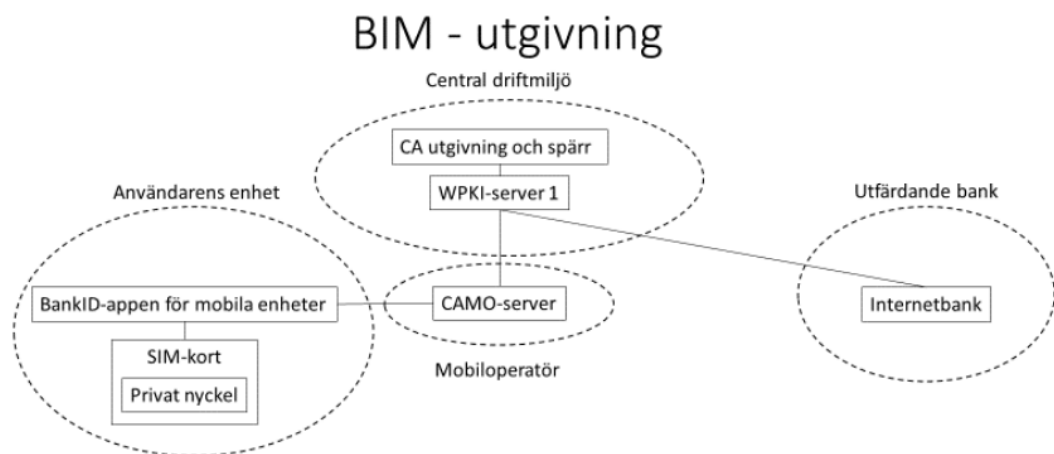 BIM - utgivning
Central driftmiljö
CA utgivning och spärr
WPKI-server 1
Användarens enhet
Utfärdande bank
BankID-appen för mobila enheter
CAMO-server
Internetbank
SIM-kort
Privat nyckel
Mobiloperatör